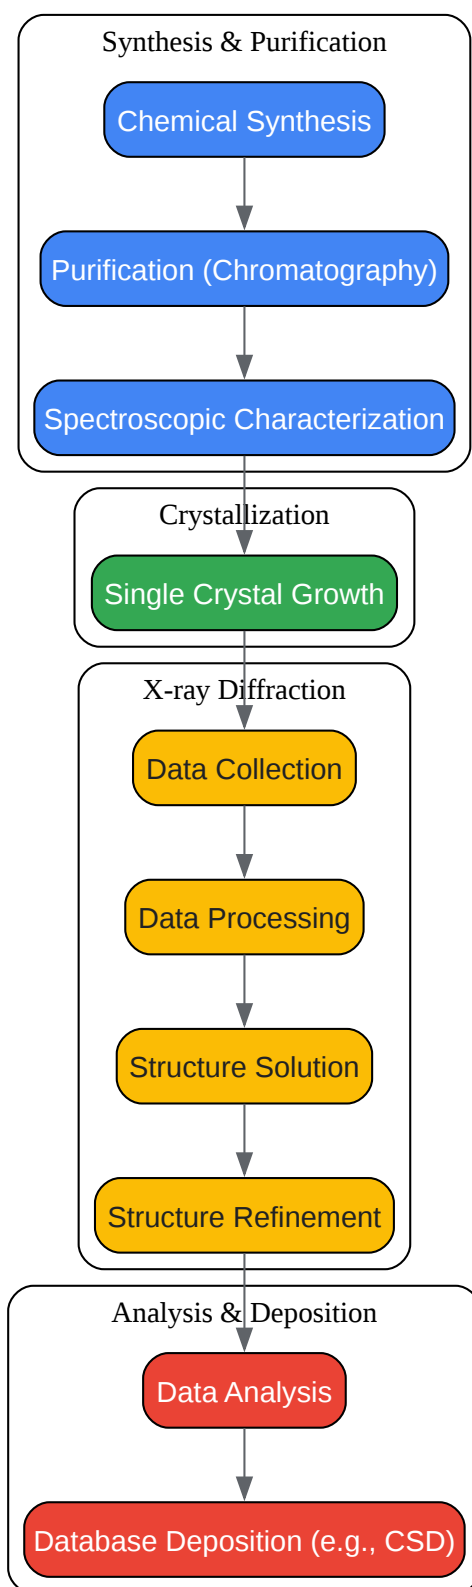 Synthesis & Purification
Chemical Synthesis
Purification (Chromatography)
Spectroscopic Characterization
Crystallization
Single Crystal Growth
X-ray Diffraction
Data Collection
Data Processing
Structure Solution
Structure Refinement
Analysis & Deposition
Data Analysis
Database Deposition (e.g., CSD)